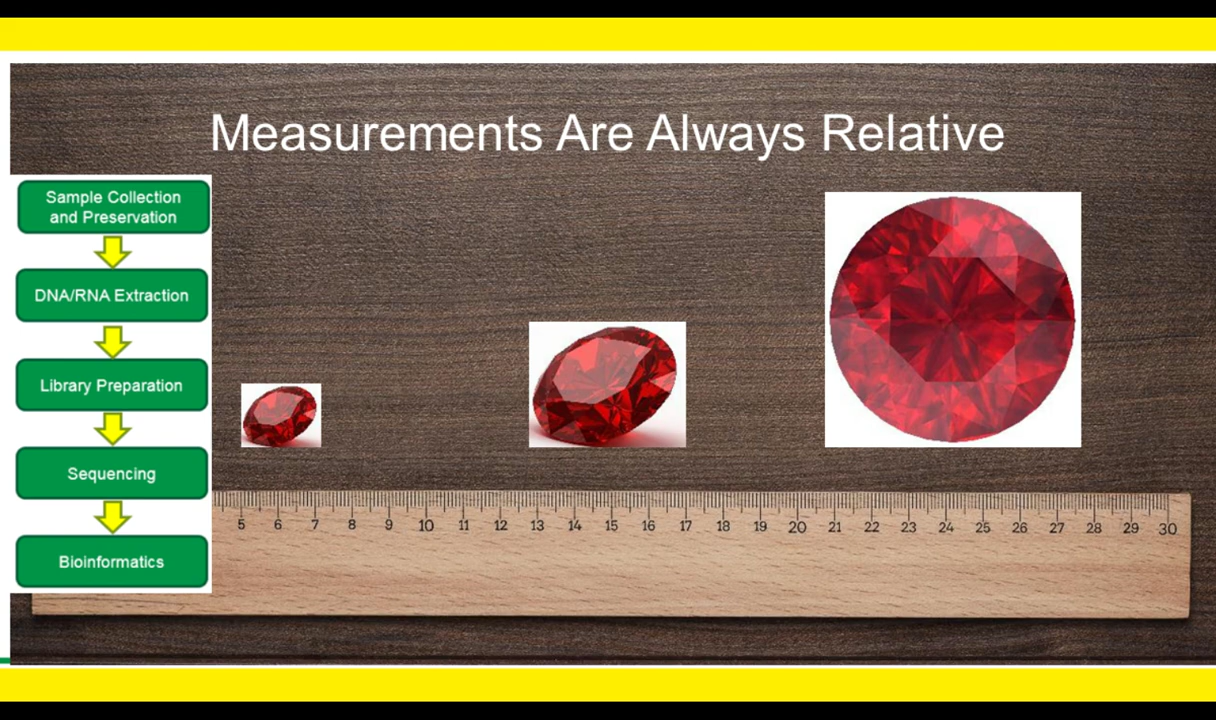 Measurements Are Always Relative
Sample Collection
and Preservation
DNA/RNA Extraction
Library Preparation
Sequencing
Bioinformatics
5 6 7 8 9 10 11 12 13 14 15 16 17 18 19 20 21 22 23 24 25 26 27 28 29 30